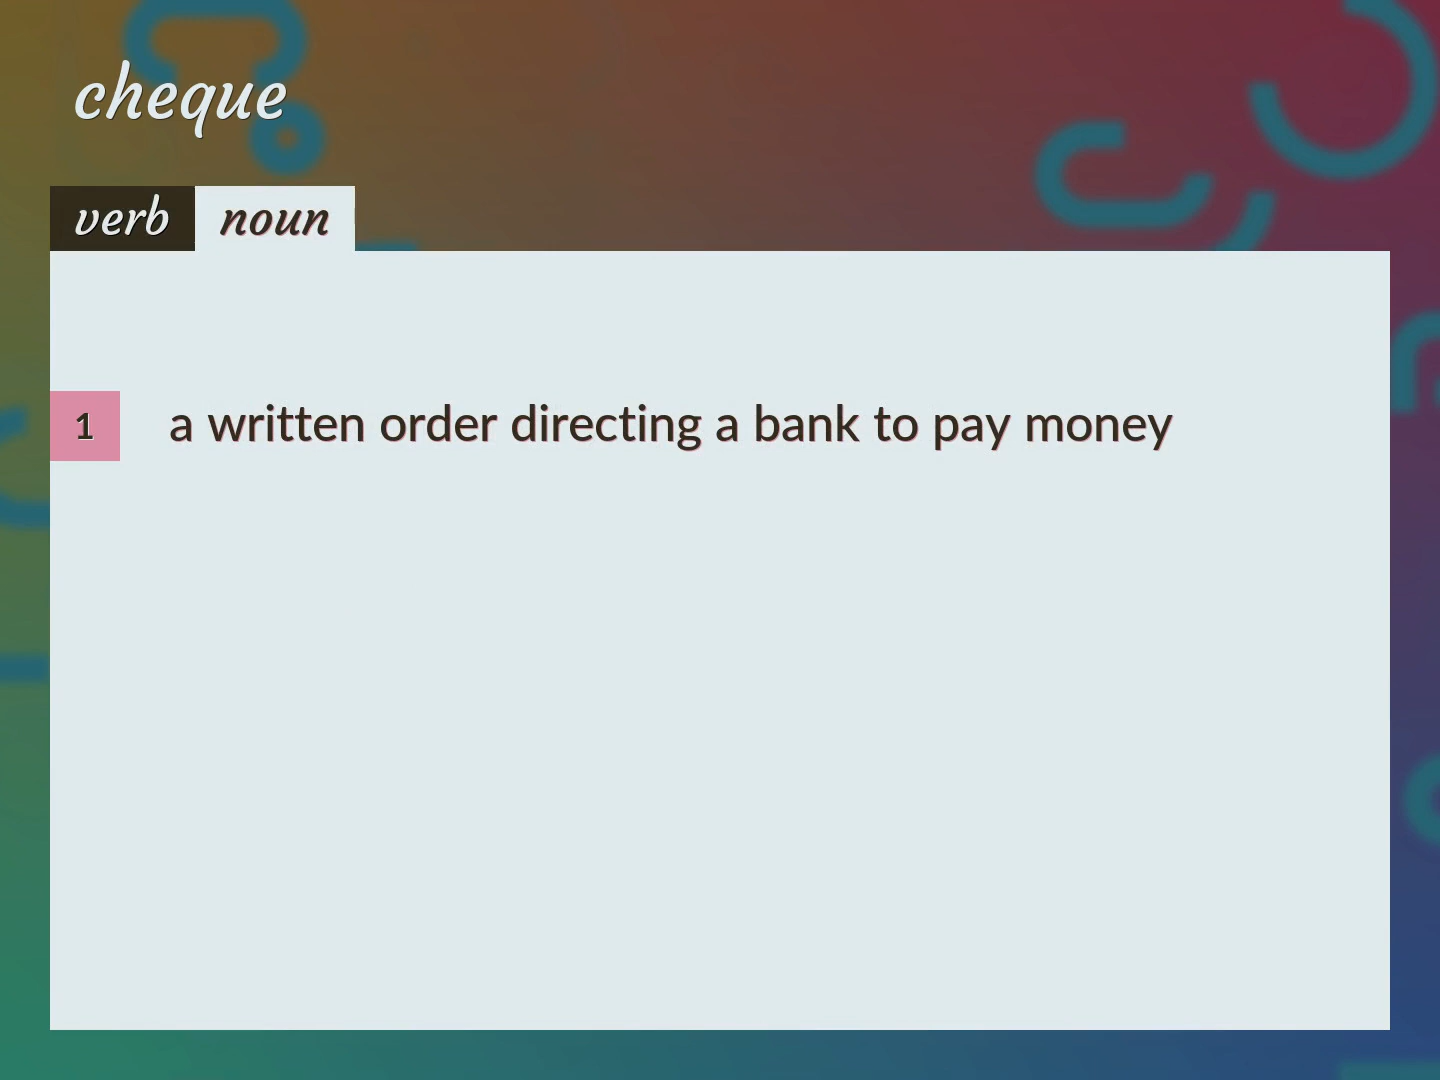 cheque
verb noun
1 a written order directing a bank to pay money